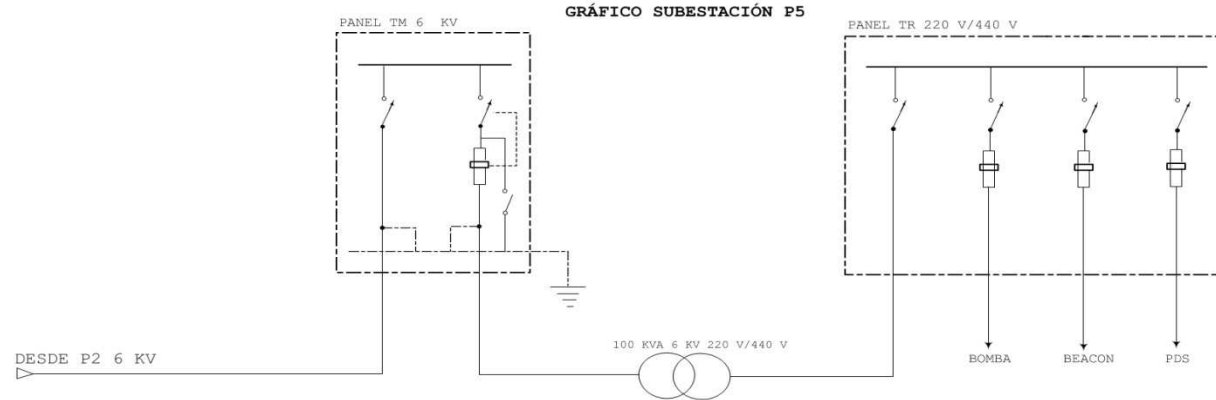 GRÁFICO SUBESTACIÓN P5
PANEL TM 6 KV
PANEL TR 220 V/440 V
DESDE P2 6 KV
100 KVA 6 KV 220 V/440 V
BOMBA
BEACON
PDS